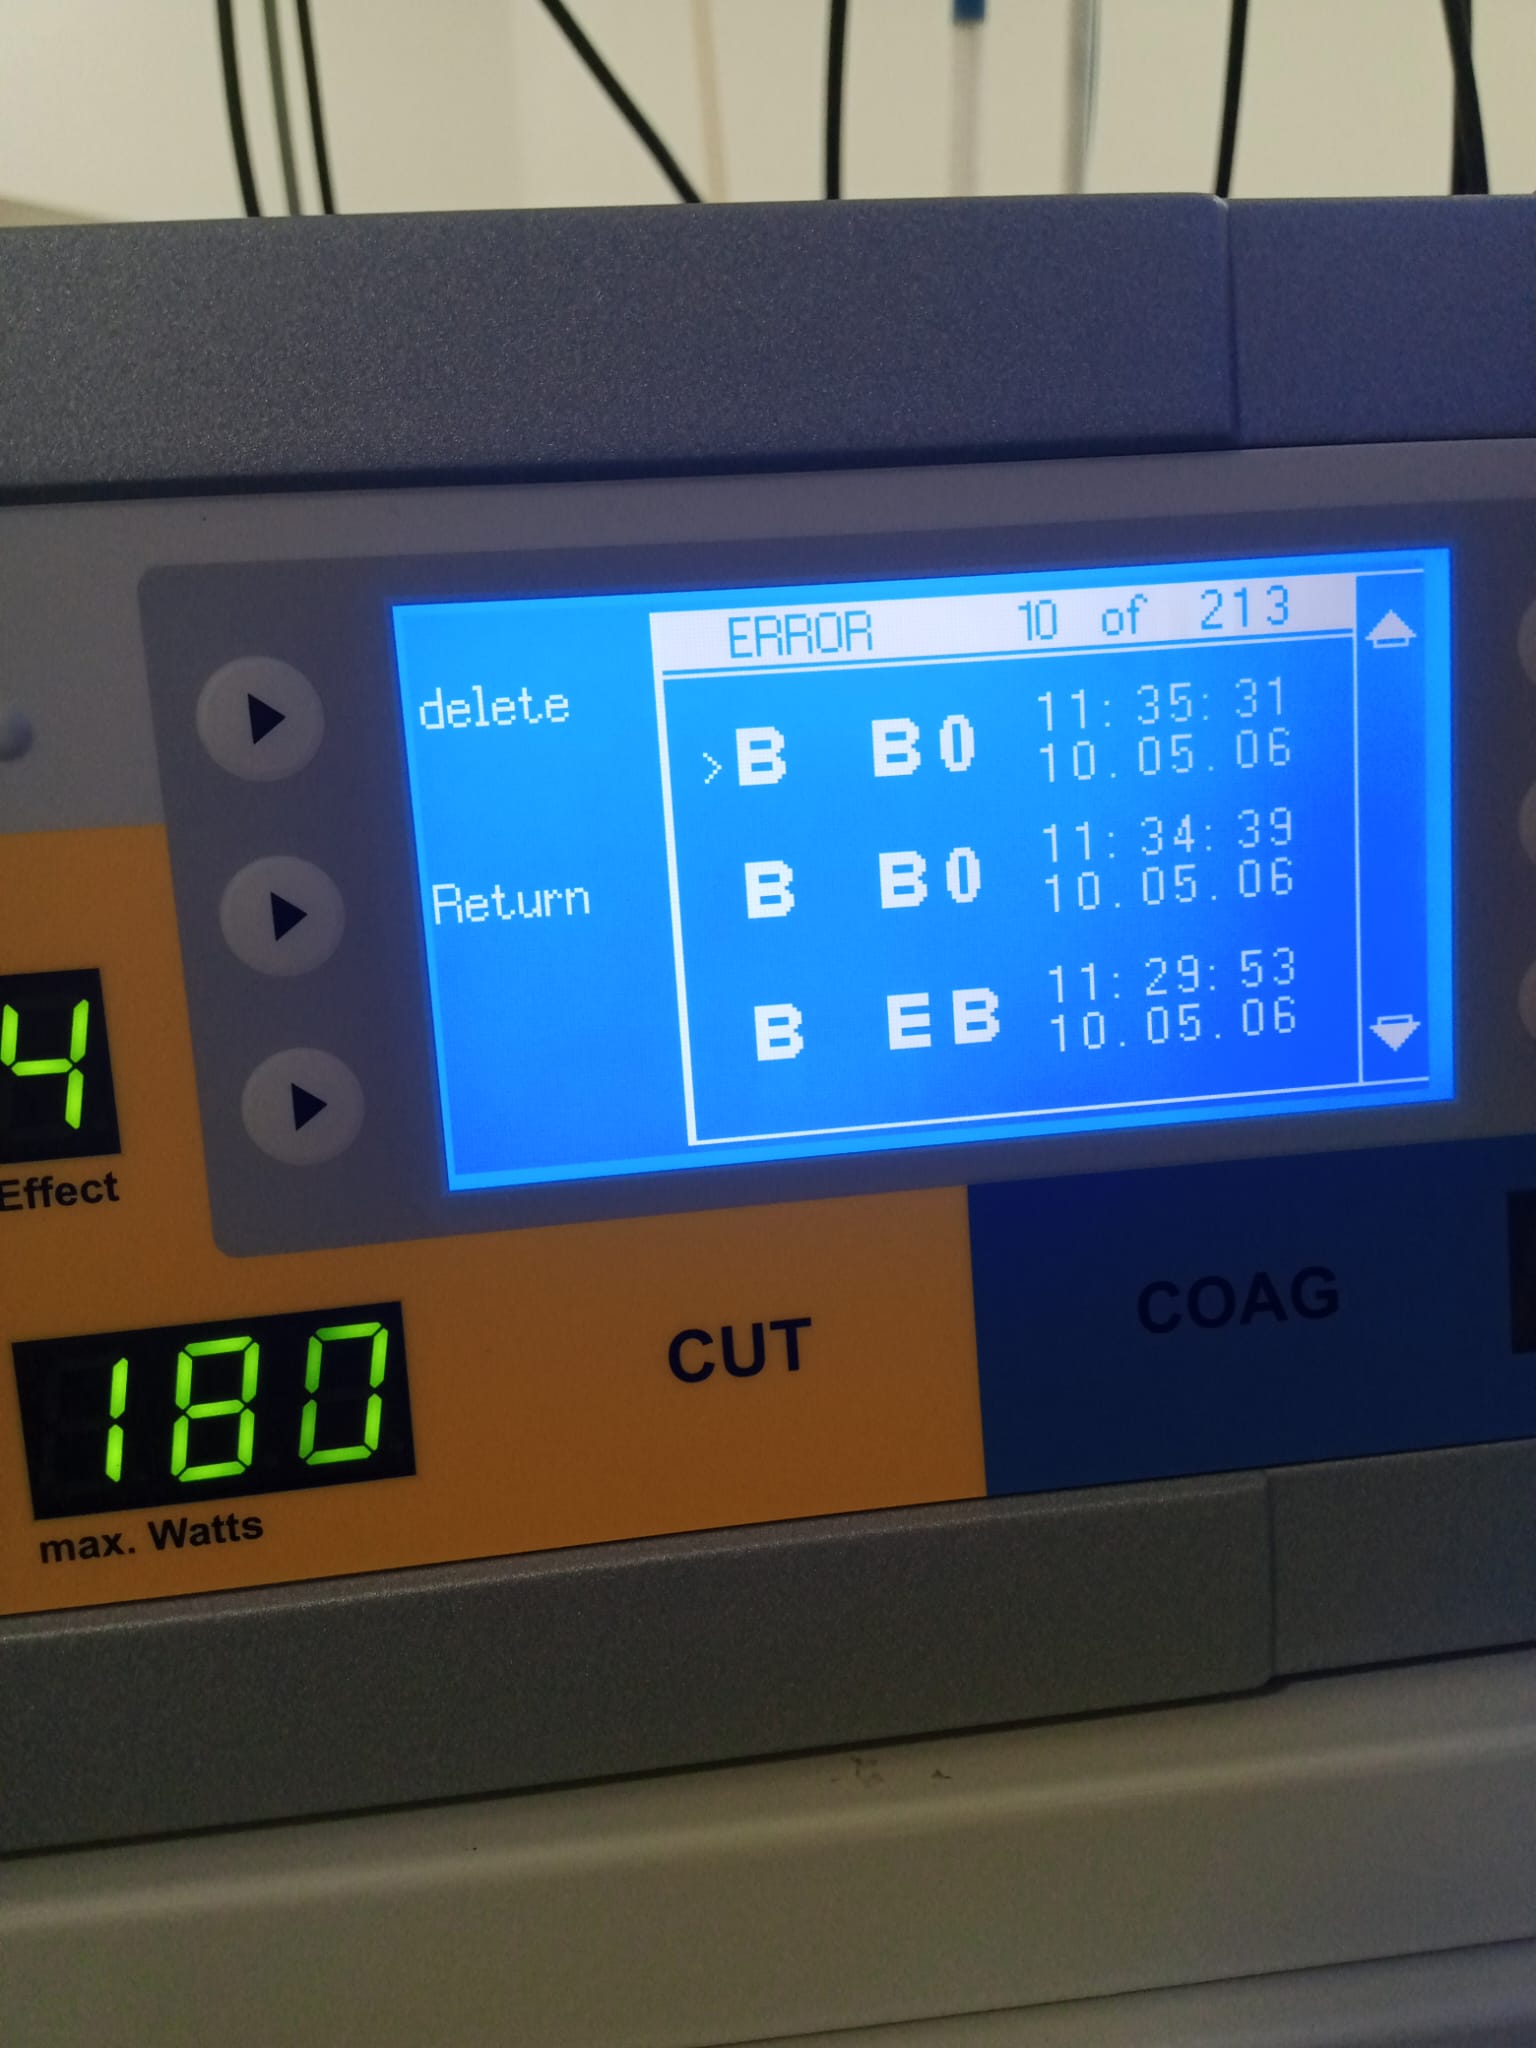 ERROR 10 of 213
delete
>B B0 11:35:31
10.05.06
B B0 11:34:39
10.05.06
Return
B EB 11:29:53
10.05.06
4
Effect
180
max. Watts
CUT
COAG